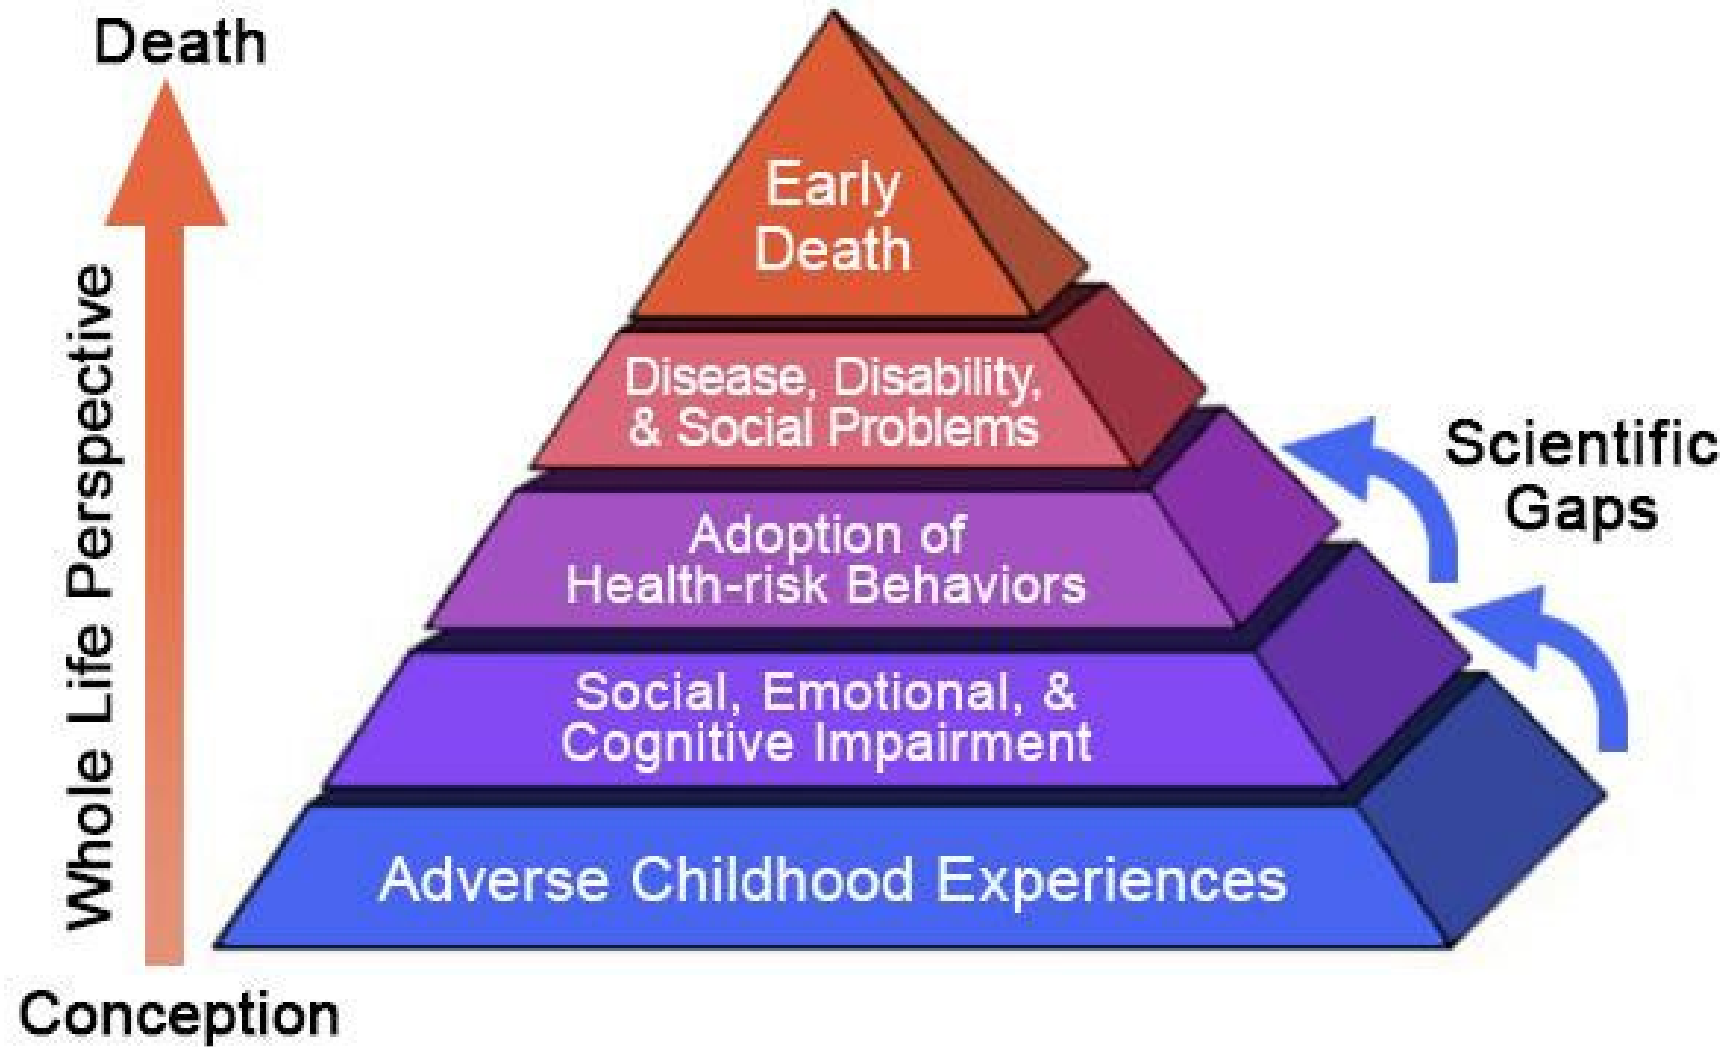 Death
Whole Life Perspective
Conception
Early
Death
Disease, Disability,
& Social Problems
Adoption of
Health-risk Behaviors
Social, Emotional, &
Cognitive Impairment
Adverse Childhood Experiences
Scientific
Gaps